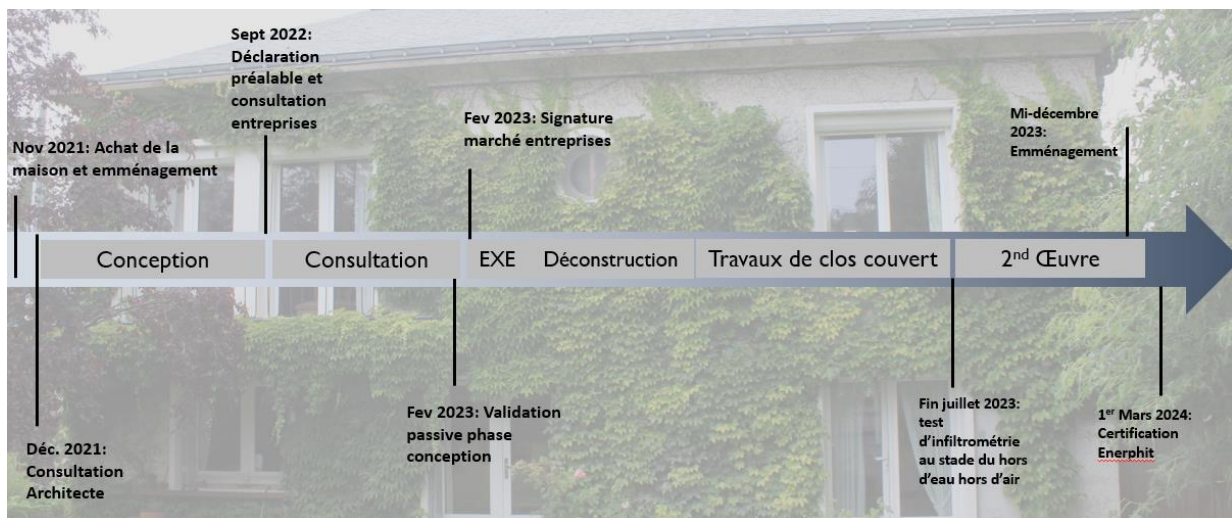 Sept 2022:
Déclaration
préalable et
consultation
entreprises
Nov 2021: Achat de la
maison et emménagement
Fev 2023: Signature
marché entreprises
Mi-décembre
2023:
Emménagement
Conception
Consultation
EXE
Déconstruction
Travaux de clos couvert
2nd Œuvre
Déc. 2021:
Consultation
Architecte
Fev 2023: Validation
passive phase
conception
Fin juillet 2023:
test
d'infiltrométrie
au stade du hors
d'eau hors d'air
1er Mars 2024:
Certification
Enerphit